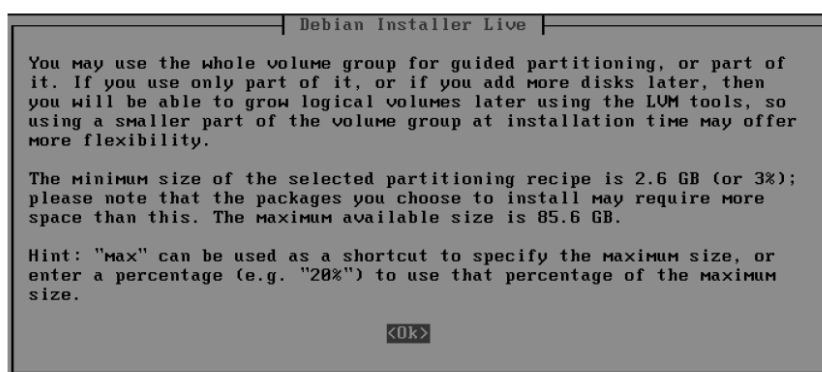 Debian Installer Live
You may use the whole volume group for guided partitioning, or part of
it. If you use only part of it, or if you add more disks later, then
you will be able to grow logical volumes later using the LVM tools, so
using a smaller part of the volume group at installation time may offer
more flexibility.
The minimum size of the selected partitioning recipe is 2.6 GB (or 3%);
please note that the packages you choose to install may require more
space than this. The maximum available size is 85.6 GB.
Hint: "max" can be used as a shortcut to specify the maximum size, or
enter a percentage (e.g. "20%") to use that percentage of the maximum
size.
<Ok>